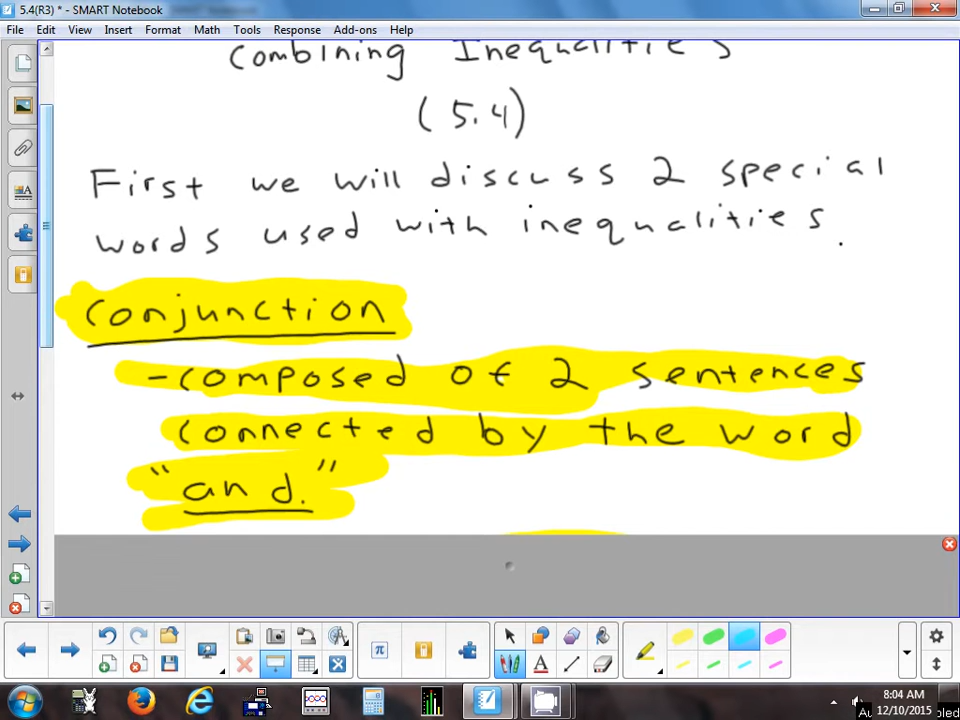 5.4(R3) * - SMART Notebook
File Edit View Insert Format Math Tools Response Add-ons Help
Combining Inequalities
(5.4)
First we will discuss 2 special
words used with inequalities.
Conjunction
-composed of 2 sentences
connected by the word
"and."
8:04 AM
12/10/2015